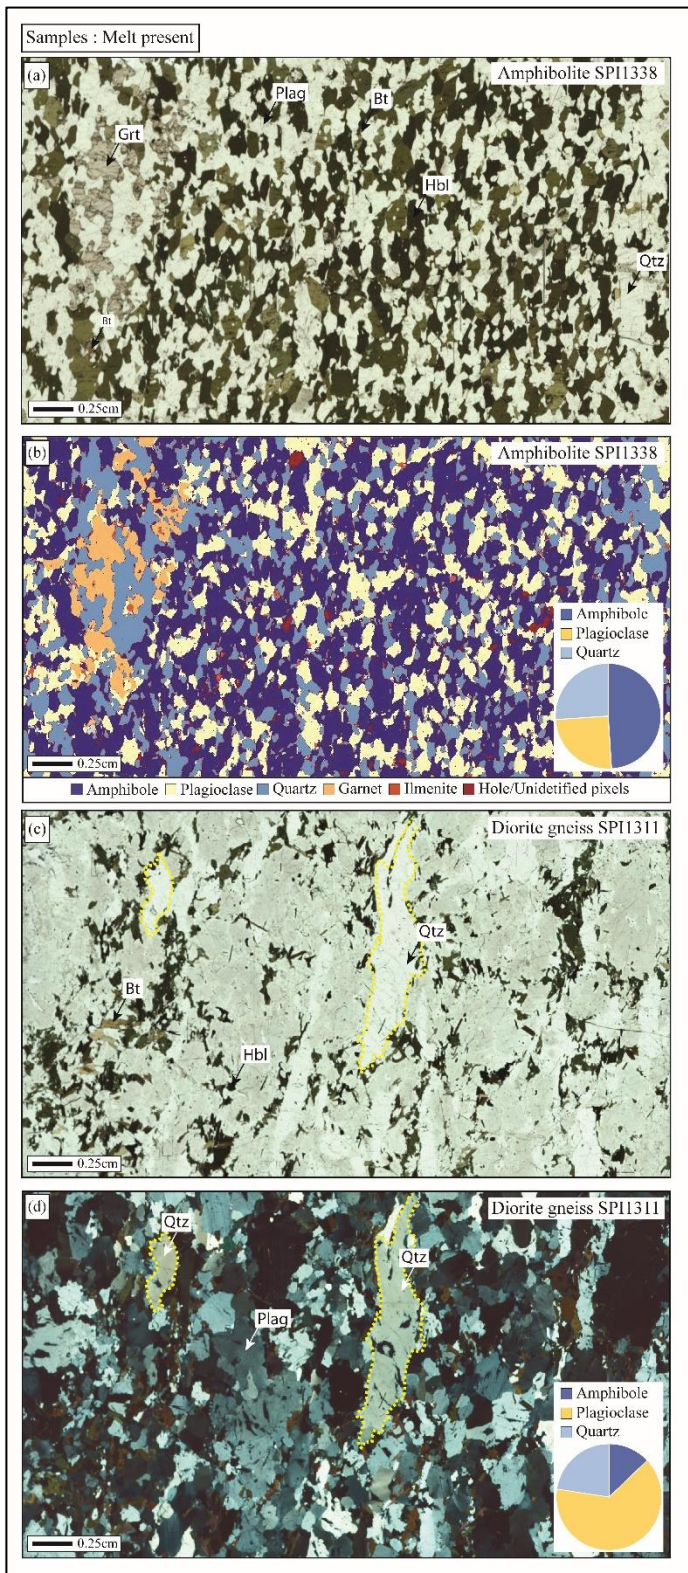 Samples : Melt present
(a)
Amphibolite SPI1338
Plag
Bt
Grt
Hbl
Qtz
Bt
0.25cm
(b)
Amphibolite SPI1338
Amphibole
Plagioclase
Quartz
0.25cm
Amphibole Plagioclase Quartz Garnet Ilmenite Hole/Unidetified pixels
(c)
Diorite gneiss SPI1311
Qtz
Bt
Hbl
0.25cm
(d)
Diorite gneiss SPI1311
Qtz
Qtz
Plag
Amphibole
Plagioclase
Quartz
0.25cm